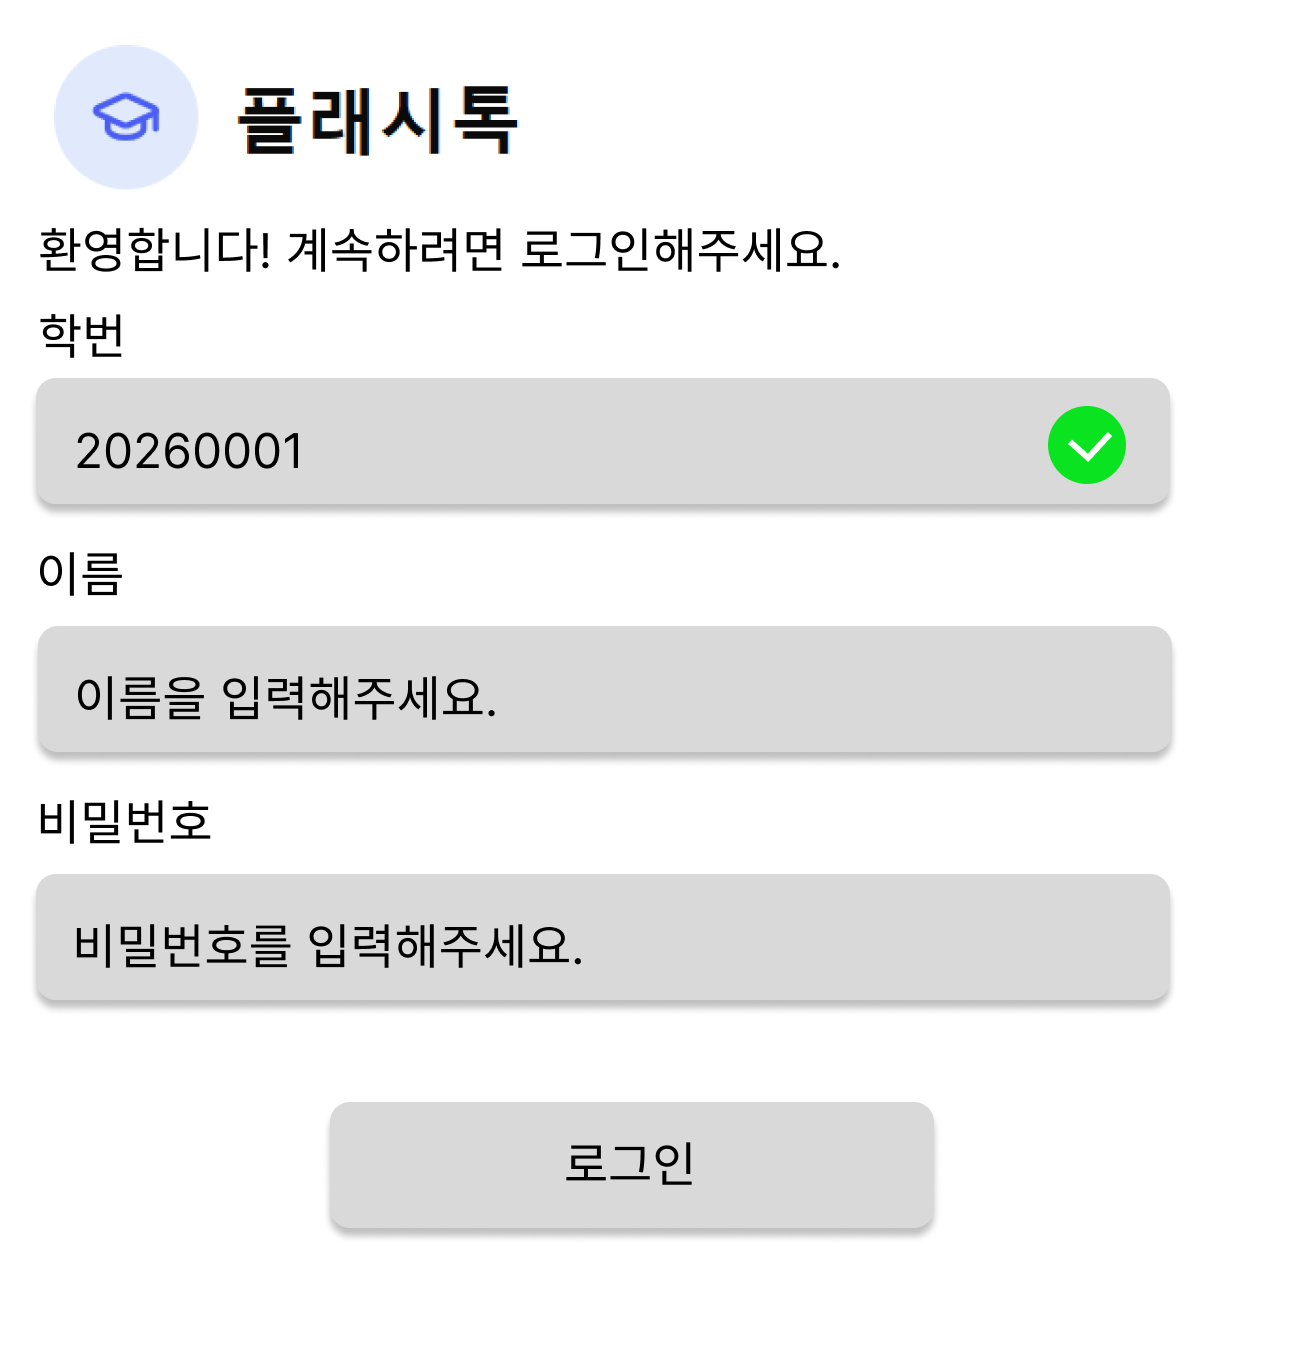 플래시톡
환영합니다! 계속하려면 로그인해주세요.
학번
20260001
이름
이름을 입력해주세요.
비밀번호
비밀번호를 입력해주세요.
로그인